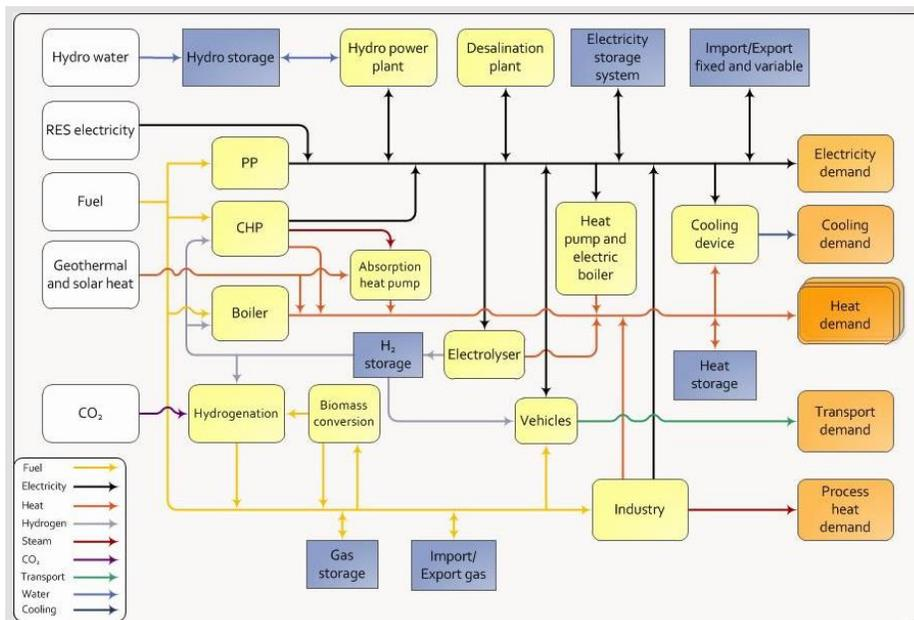 Hydro water
Hydro storage
Hydro power
plant
Desalination
plant
Electricity
storage
system
Import/Export
fixed and variable
RES electricity
PP
Electricity
demand
Fuel
CHP
Heat
pump and
electric
boiler
Cooling
device
Cooling
demand
Geothermal
and solar heat
Absorption
heat pump
Boiler
Heat
demand
H₂
storage
Electrolyser
Heat
storage
CO₂
Hydrogenation
Biomass
conversion
Vehicles
Transport
demand
Fuel
Electricity
Heat
Hydrogen
Steam
CO₂
Transport
Water
Cooling
Industry
Process
heat
demand
Gas
storage
Import/
Export gas